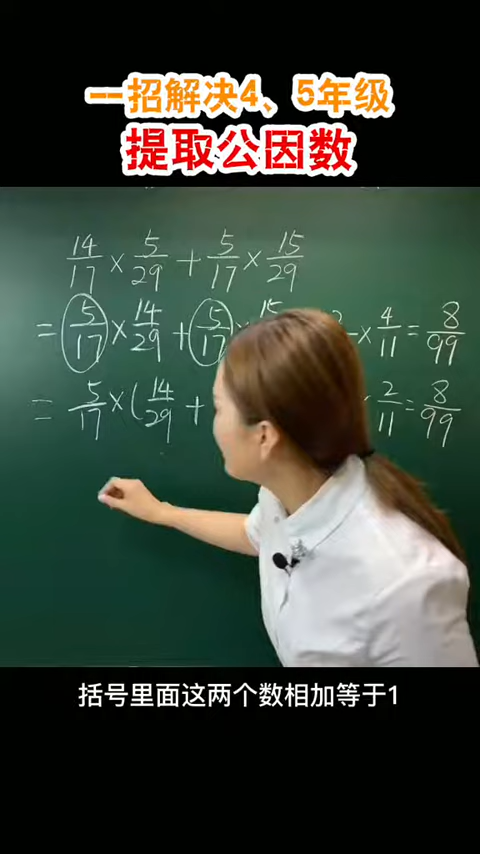 一招解决4、5年级
提取公因数
14/17 × 5/29 + 5/17 × 15/29
= 5/17 × 14/29 + 5/17 × 15
× 4/11 = 8/99
= 5/17 × ( 14/29 +
× 2/11 = 8/99
括号里面这两个数相加等于1